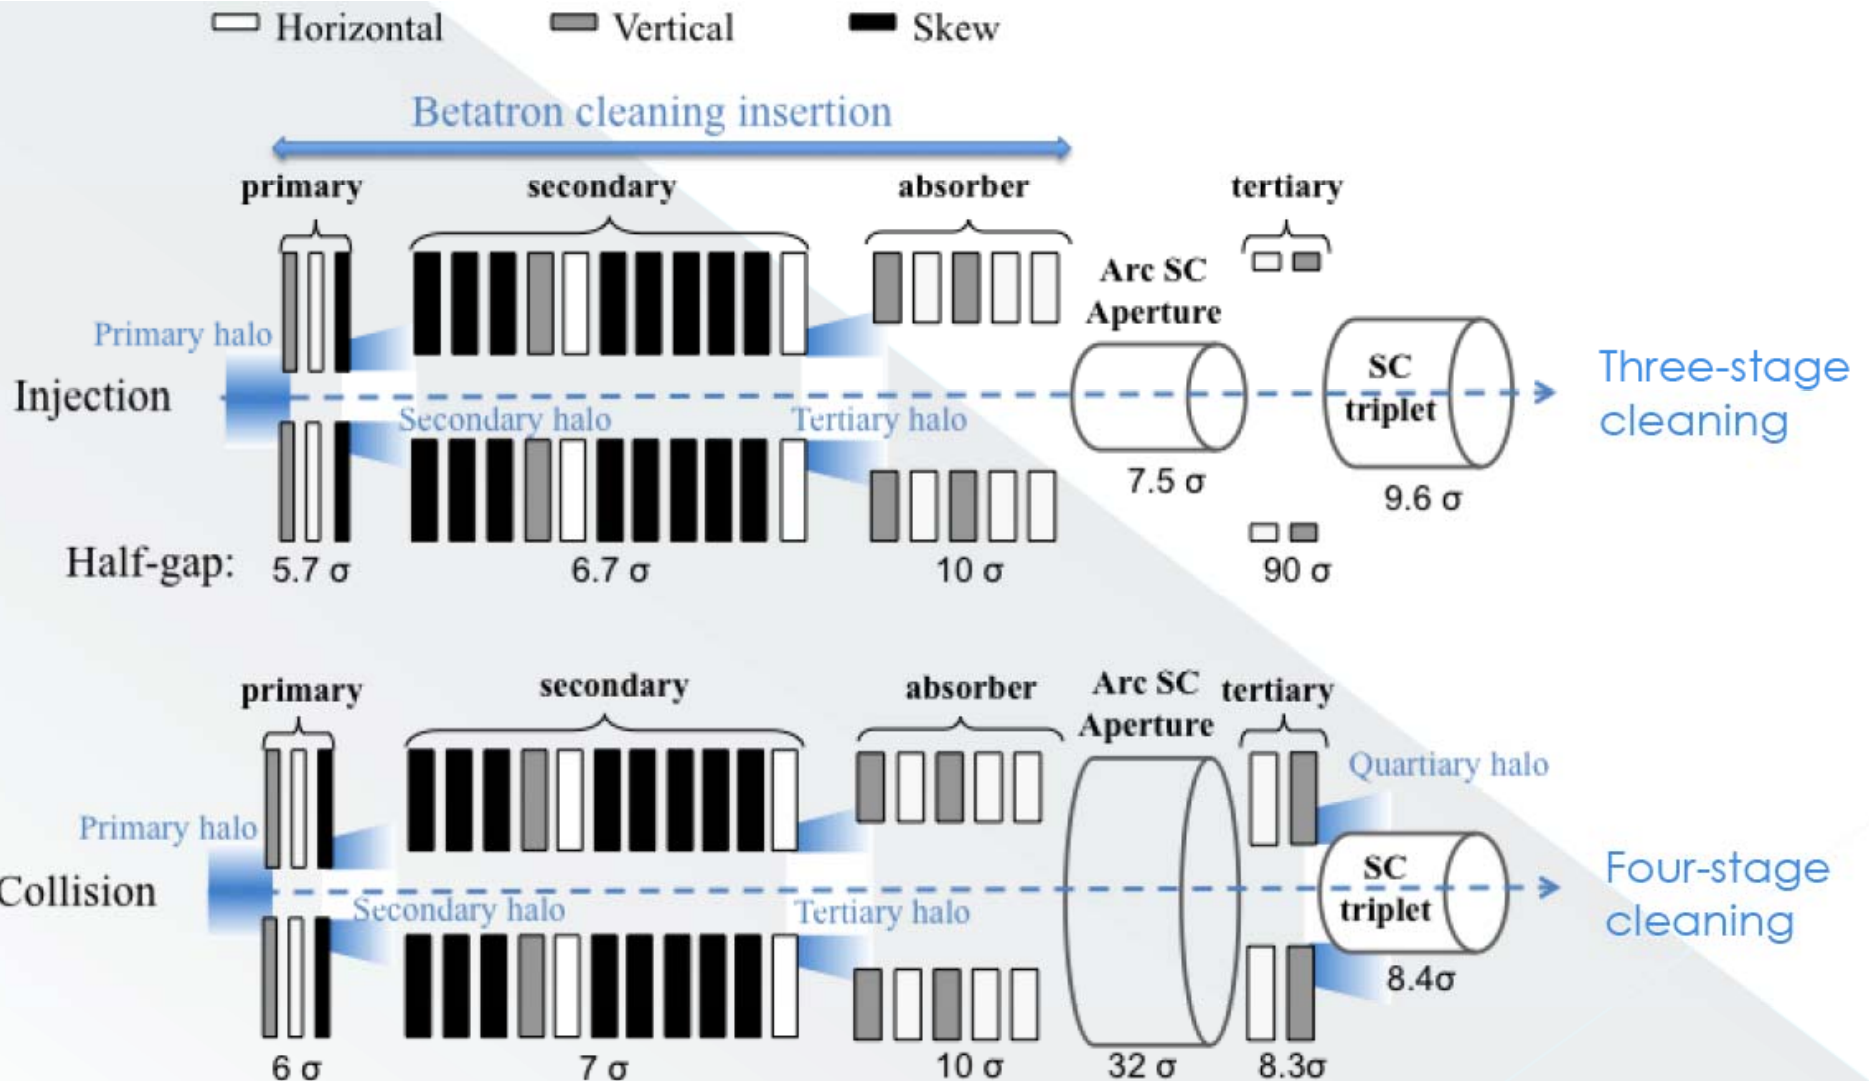 Horizontal Vertical Skew
Betatron cleaning insertion
primary secondary absorber tertiary
Arc SC
Aperture
Primary halo
SC
triplet
Three-stage
cleaning
Injection
Secondary halo Tertiary halo
7.5 σ
9.6 σ
Half-gap: 5.7 σ 6.7 σ 10 σ 90 σ
primary secondary absorber Arc SC tertiary
Aperture
Quartiary halo
Primary halo
SC
triplet
Four-stage
cleaning
Collision
Secondary halo Tertiary halo
8.4σ
6 σ 7 σ 10 σ 32 σ 8.3σ